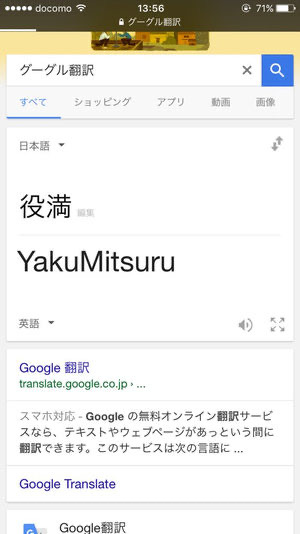 docomo 13:56 71%
グーグル翻訳
グーグル翻訳
すべて ショッピング アプリ 動画 画像
日本語
役満 編集
YakuMitsuru
英語
Google 翻訳
translate.google.co.jp › ...
スマホ対応 - Google の無料オンライン翻訳サービ
スなら、テキストやウェブページがあっという間に
翻訳できます。このサービスは次の言語に ...
Google Translate
Google翻訳